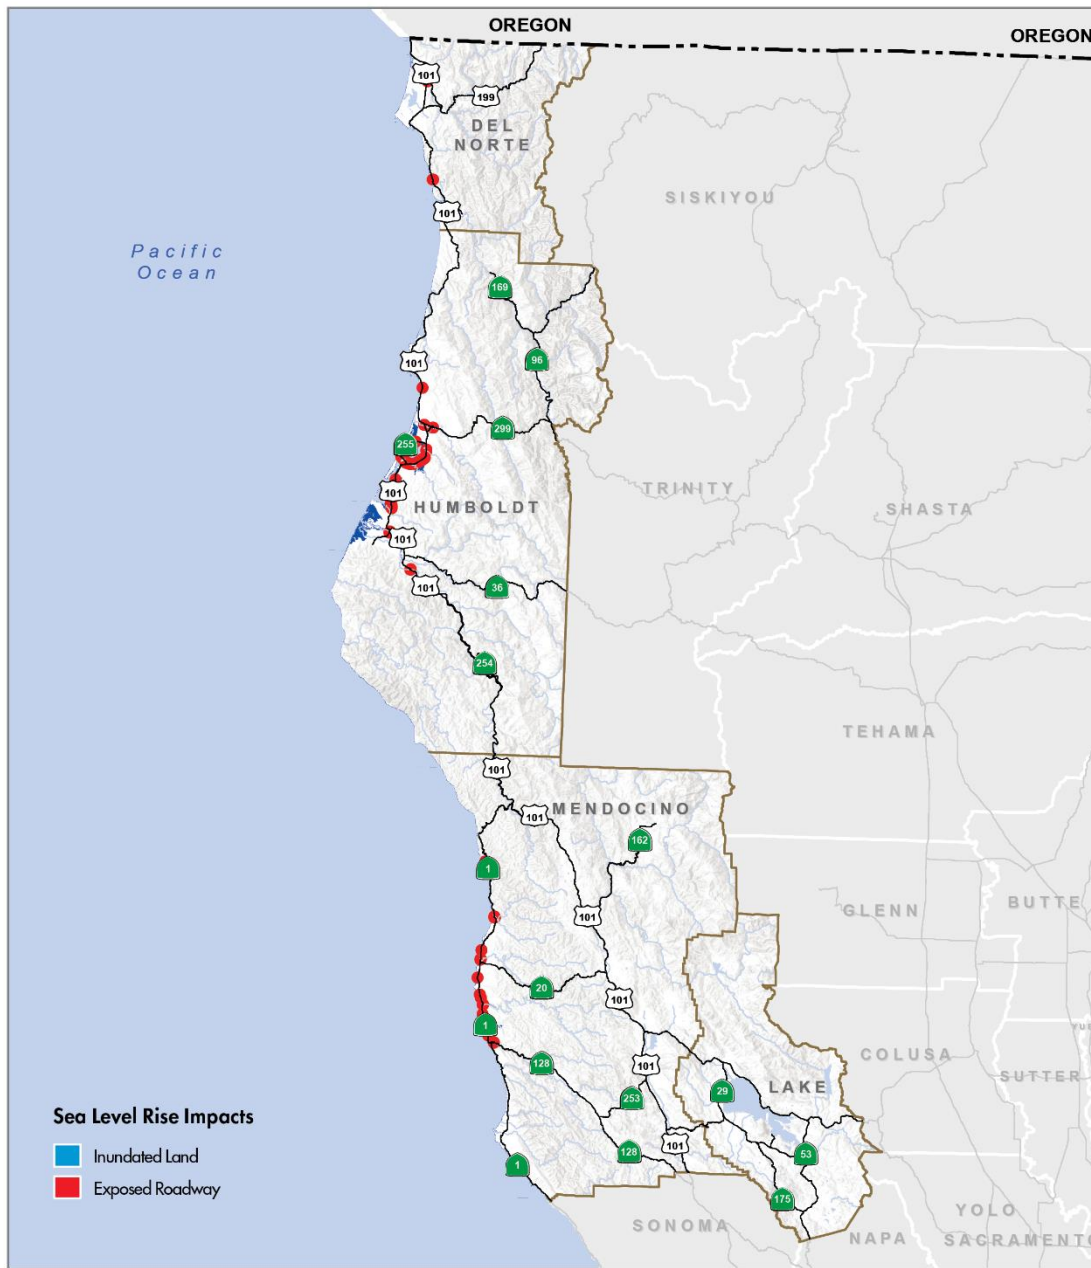 OREGON
OREGON
101
199
DEL
NORTE
SISKIYOU
101
Pacific
Ocean
169
101
96
299
255
TRINITY
101
HUMBOLDT
SHASTA
101
36
101
254
TEHAMA
101
MENDOCINO
101
162
1
BUTTE
GLENN
101
20
101
1
COLUSA
128
101
SUTTER
LAKE
29
253
Sea Level Rise Impacts
101
128
53
Inundated Land
1
Exposed Roadway
175
YOLO
SONOMA
NAPA
SACRAMENTO